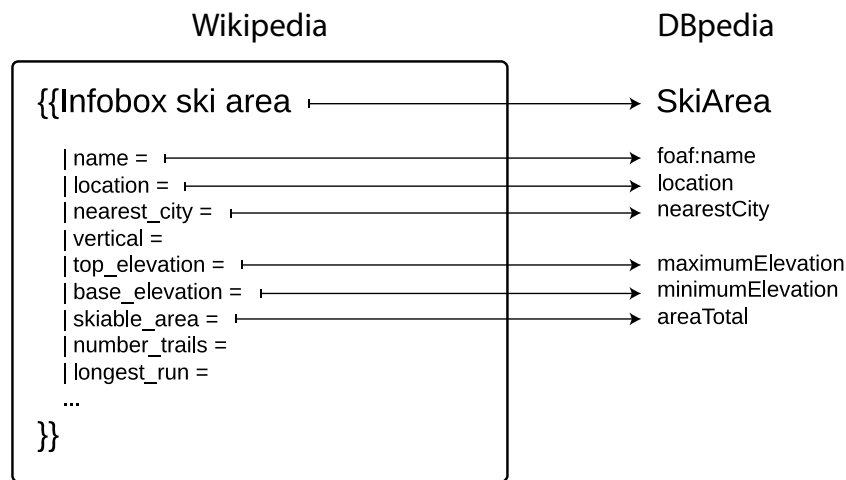 Wikipedia DBpedia
{{Infobox ski area SkiArea
| name = foaf:name
| location = location
| nearest_city = nearestCity
| vertical =
| top_elevation = maximumElevation
| base_elevation = minimumElevation
| skiable_area = areaTotal
| number_trails =
| longest_run =
...
}}